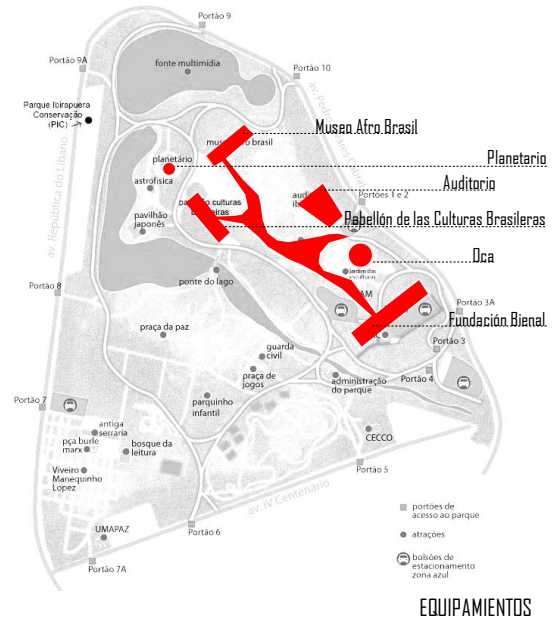 Portão 9
fonte multimídia
Portão 9A
Portão 10
Parque Ibirapuera
Conservação
(PIC)
Museo Afro Brasil
planetário
Planetario
astrofisica
Auditorio
Portões 1 e 2
pavilhão
japonês
Pabellón de las Culturas Brasileras
av. República do Líbano
Oca
jardim das
esculturas
ponte do lago
Portão 8
Portão 3A
Fundación Bienal
praça da paz
guarda
civil
Portão 3
praça de
jogos
Portão 4
administração
do parque
parquinho
infantil
Portão 7
antiga
serraria
pça burle
marx
bosque da
leitura
CECCO
Viveiro
Manequinho
Lopez
Portão 5
av. IV Centenário
UMAPAZ
Portão 6
Portão 7A
portões de
acesso ao parque
atrações
bolsões de
estacionamento
zona azul
EQUIPAMIENTOS